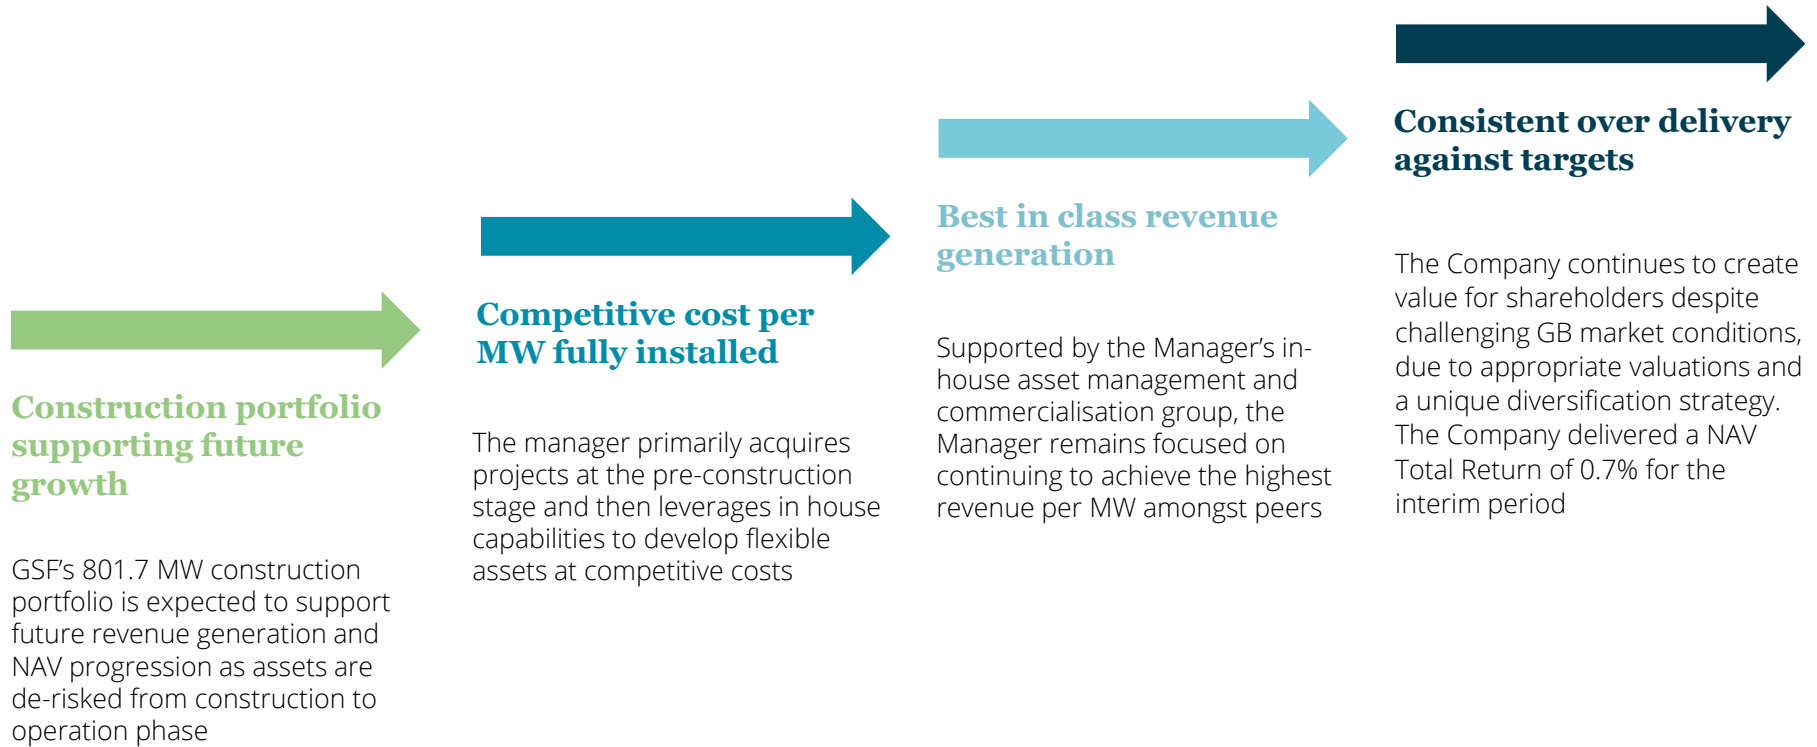 Construction portfolio
supporting future
growth
GSF’s 801.7 MW construction
portfolio is expected to support
future revenue generation and
NAV progression as assets are
de-risked from construction to
operation phase
Competitive cost per
MW fully installed
The manager primarily acquires
projects at the pre-construction
stage and then leverages in house
capabilities to develop flexible
assets at competitive costs
Best in class revenue
generation
Supported by the Manager’s in-
house asset management and
commercialisation group, the
Manager remains focused on
continuing to achieve the highest
revenue per MW amongst peers
Consistent over delivery
against targets
The Company continues to create
value for shareholders despite
challenging GB market conditions,
due to appropriate valuations and
a unique diversification strategy.
The Company delivered a NAV
Total Return of 0.7% for the
interim period